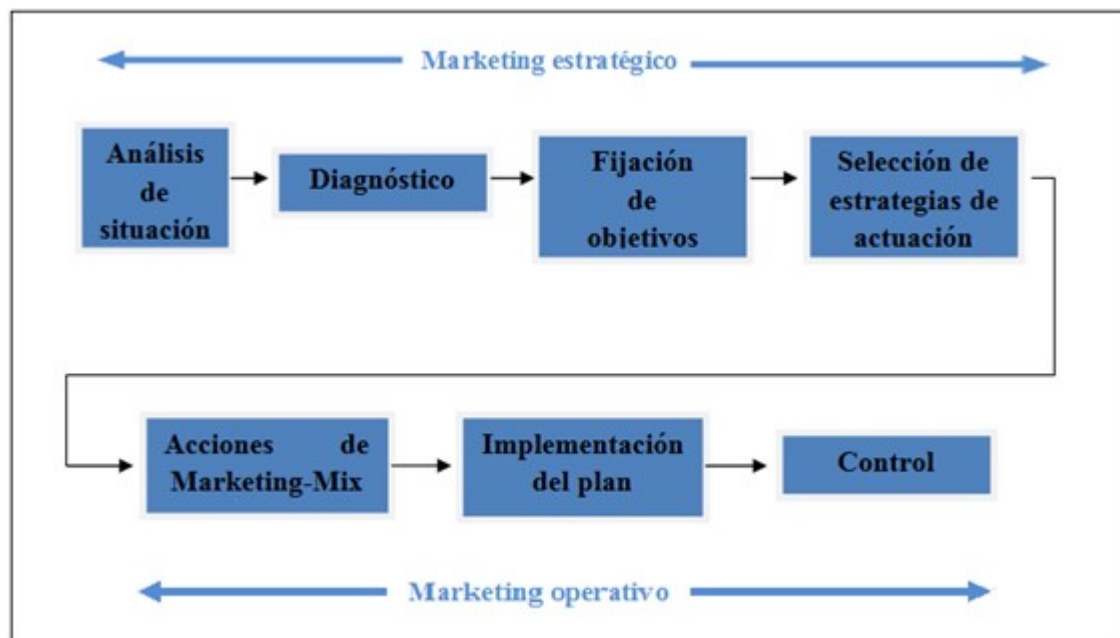 Marketing estratégico
Análisis
de
situación
Diagnóstico
Fijación
de
objetivos
Selección de
estrategias de
actuación
Acciones de
Marketing-Mix
Implementación
del plan
Control
Marketing operativo